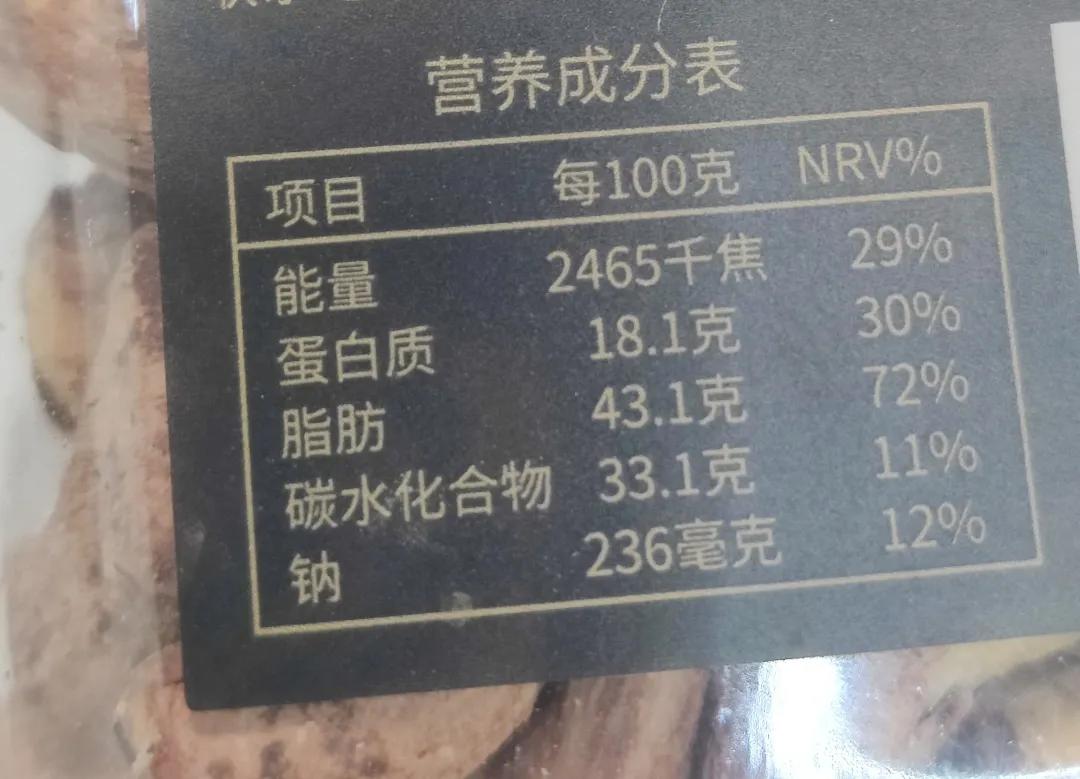 营养成分表
项目 每100克 NRV%
能量 2465千焦 29%
蛋白质 18.1克 30%
脂肪 43.1克 72%
碳水化合物 33.1克 11%
钠 236毫克 12%